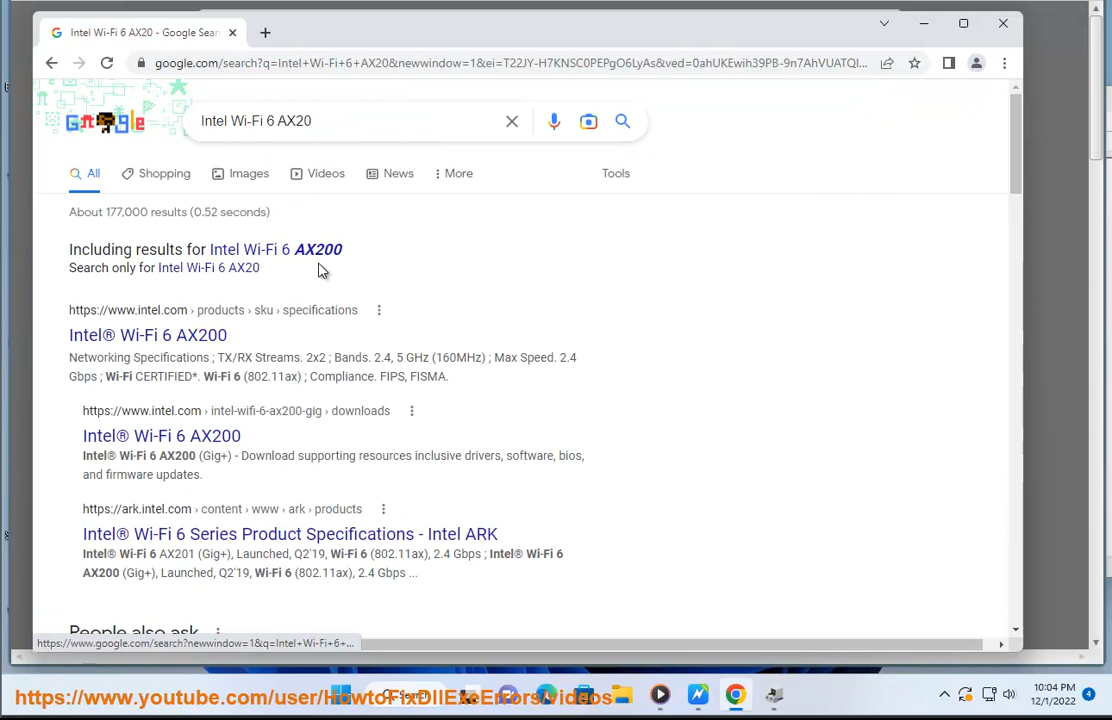 Intel Wi-Fi 6 AX20 - Google Sear
google.com/search?q=Intel+Wi-Fi+6+AX20&newwindow=1&ei=T22JY-H7KNSC0PEPgO6LyAs&ved=0ahUKEwih39PB-9n7AhVUATQI...
Intel Wi-Fi 6 AX20
All
Shopping
Images
Videos
News
More
Tools
About 177,000 results (0.52 seconds)
Including results for Intel Wi-Fi 6 AX200
Search only for Intel Wi-Fi 6 AX20
https://www.intel.com › products › sku › specifications
Intel® Wi-Fi 6 AX200
Networking Specifications ; TX/RX Streams. 2x2 ; Bands. 2.4, 5 GHz (160MHz) ; Max Speed. 2.4
Gbps ; Wi-Fi CERTIFIED*. Wi-Fi 6 (802.11ax) ; Compliance. FIPS, FISMA.
https://www.intel.com › intel-wifi-6-ax200-gig › downloads
Intel® Wi-Fi 6 AX200
Intel® Wi-Fi 6 AX200 (Gig+) - Download supporting resources inclusive drivers, software, bios,
and firmware updates.
https://ark.intel.com › content › www › ark › products
Intel® Wi-Fi 6 Series Product Specifications - Intel ARK
Intel® Wi-Fi 6 AX201 (Gig+), Launched, Q2'19, Wi-Fi 6 (802.11ax), 2.4 Gbps ; Intel® Wi-Fi 6
AX200 (Gig+), Launched, Q2'19, Wi-Fi 6 (802.11ax), 2.4 Gbps ...
People also ask
https://www.google.com/search?newwindow=1&q=Intel+Wi-Fi+6+...
https://www.youtube.com/user/HowtoFixDllExeErrors/videos
Search
10:04 PM
12/1/2022
4